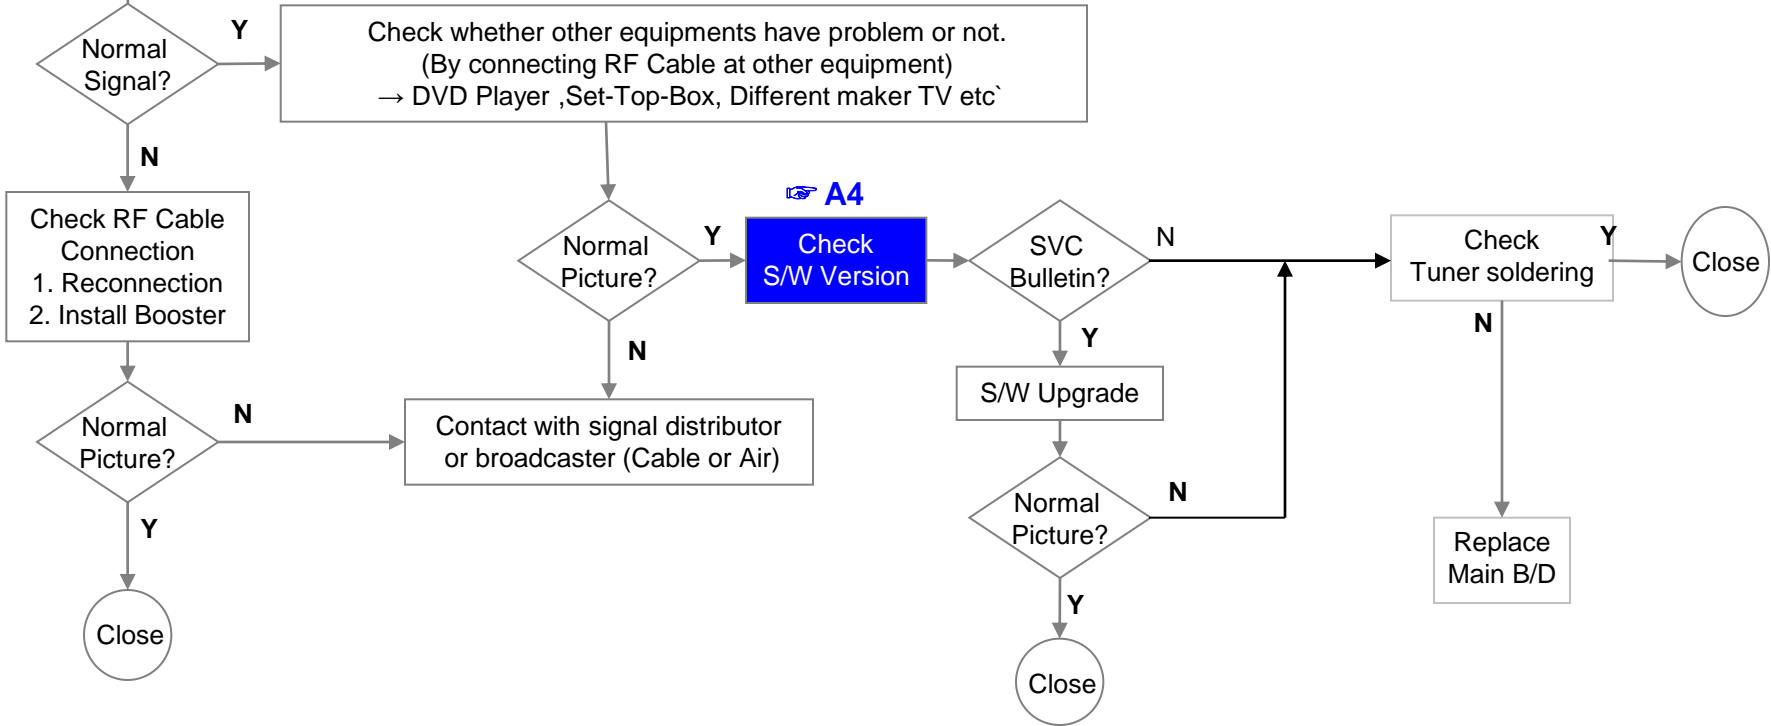 Normal
Signal?
Y
Check whether other equipments have problem or not.
(By connecting RF Cable at other equipment)
→ DVD Player ,Set-Top-Box, Different maker TV etc`
N
Check RF Cable
Connection
1. Reconnection
2. Install Booster
Normal
Picture?
N
Y
Close
Normal
Picture?
Y
N
Contact with signal distributor
or broadcaster (Cable or Air)
☞ A4
Check
S/W Version
SVC
Bulletin?
N
Y
S/W Upgrade
Normal
Picture?
N
Y
Close
Check
Tuner soldering
Y
Close
N
Replace
Main B/D